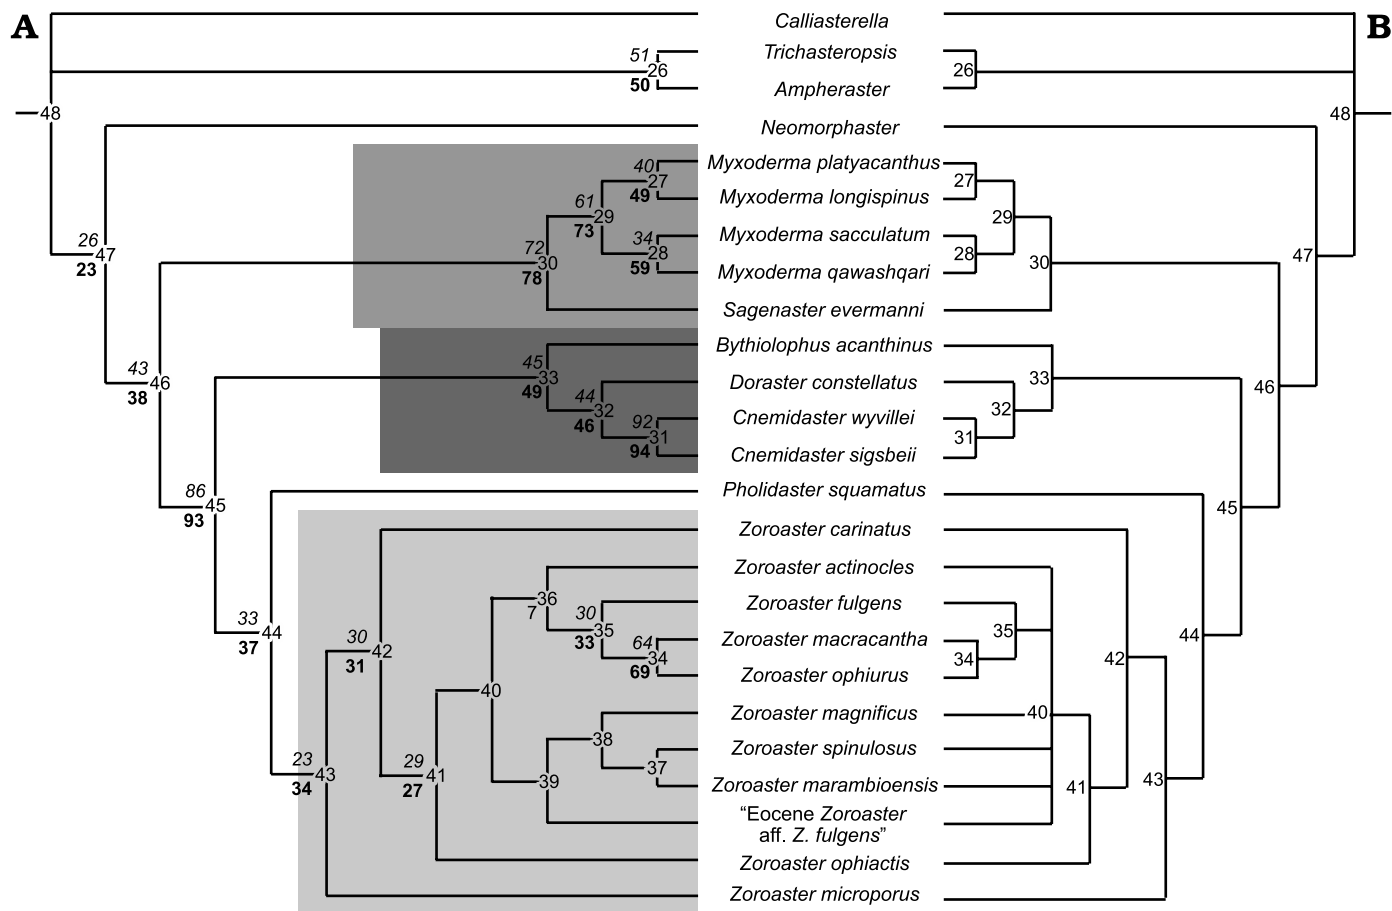 A
Calliasterella
B
51
Trichasteropsis
26
26
50
Ampheraster
48
48
Neomorphaster
40
Myxoderma platyacanthus
27
27
49
Myxoderma longispinus
61
29
29
73
34
Myxoderma sacculatum
28
28
59
Myxoderma qawashqari
26
47
47
23
72
30
30
78
Sagenaster evermanni
45
Bythiolophus acanthinus
33
33
49
43
46
46
38
Doraster constellatus
44
32
32
46
92
Cnemidaster wyvillei
31
31
94
Cnemidaster sigsbeii
86
Pholidaster squamatus
45
45
93
Zoroaster carinatus
Zoroaster actinocles
36
7
30
Zoroaster fulgens
35
35
33
33
44
44
37
64
Zoroaster macracantha
34
34
69
Zoroaster ophiurus
30
42
42
31
40
40
Zoroaster magnificus
38
Zoroaster spinulosus
37
23
43
43
34
29
41
41
27
39
Zoroaster marambioensis
“Eocene Zoroaster
aff. Z. fulgens”
Zoroaster ophiactis
Zoroaster microporus